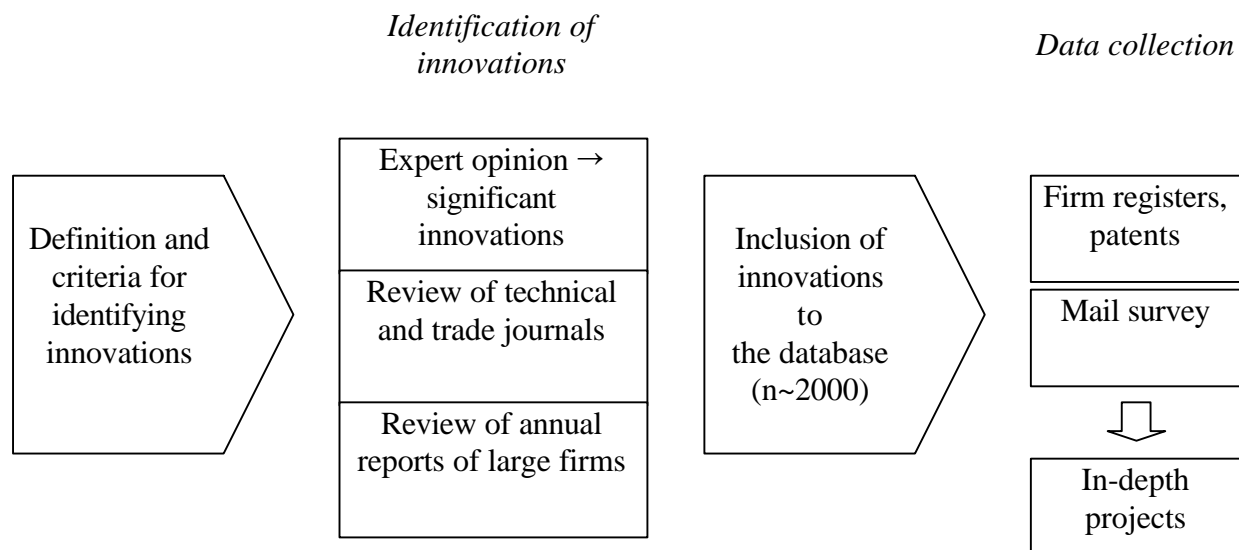 Identification of
innovations
Data collection
Definition and
criteria for
identifying
innovations
Expert opinion →
significant
innovations
Review of technical
and trade journals
Review of annual
reports of large firms
Inclusion of
innovations
to
the database
(n~2000)
Firm registers,
patents
Mail survey
In-depth
projects